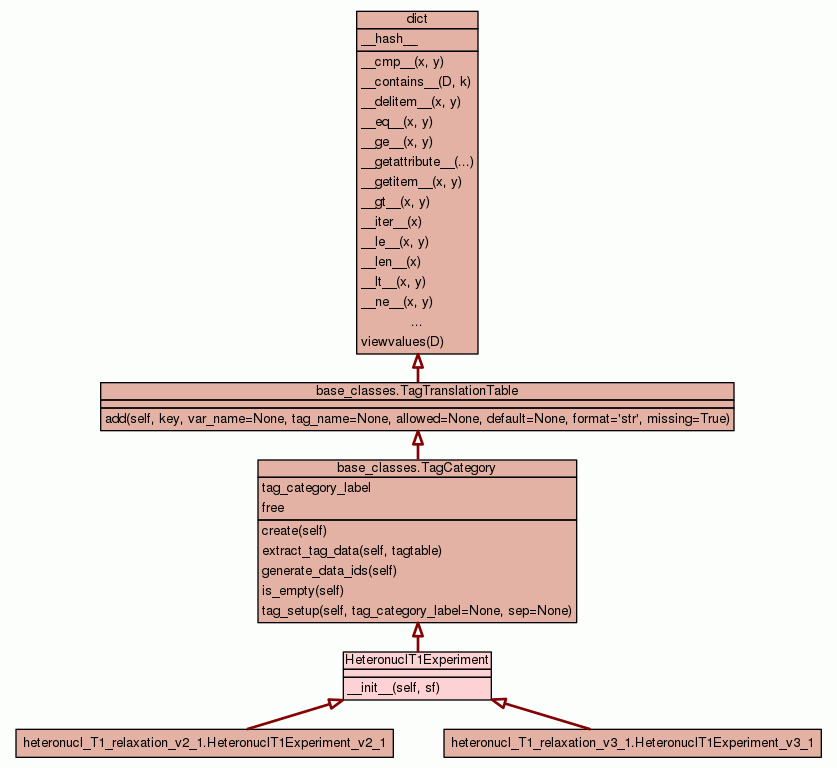 dict
__hash__
__cmp__(x, y)
__contains__(D, k)
__delitem__(x, y)
__eq__(x, y)
__ge__(x, y)
__getattribute__(...)
__getitem__(x, y)
__gt__(x, y)
__iter__(x)
__le__(x, y)
__len__(x)
__lt__(x, y)
__ne__(x, y)
...
viewvalues(D)
base_classes.TagTranslationTable
add(self, key, var_name=None, tag_name=None, allowed=None, default=None, format='str', missing=True)
base_classes.TagCategory
tag_category_label
free
create(self)
extract_tag_data(self, tagtable)
generate_data_ids(self)
is_empty(self)
tag_setup(self, tag_category_label=None, sep=None)
HeteronuclT1Experiment
__init__(self, sf)
heteronucl_T1_relaxation_v2_1.HeteronuclT1Experiment_v2_1
heteronucl_T1_relaxation_v3_1.HeteronuclT1Experiment_v3_1